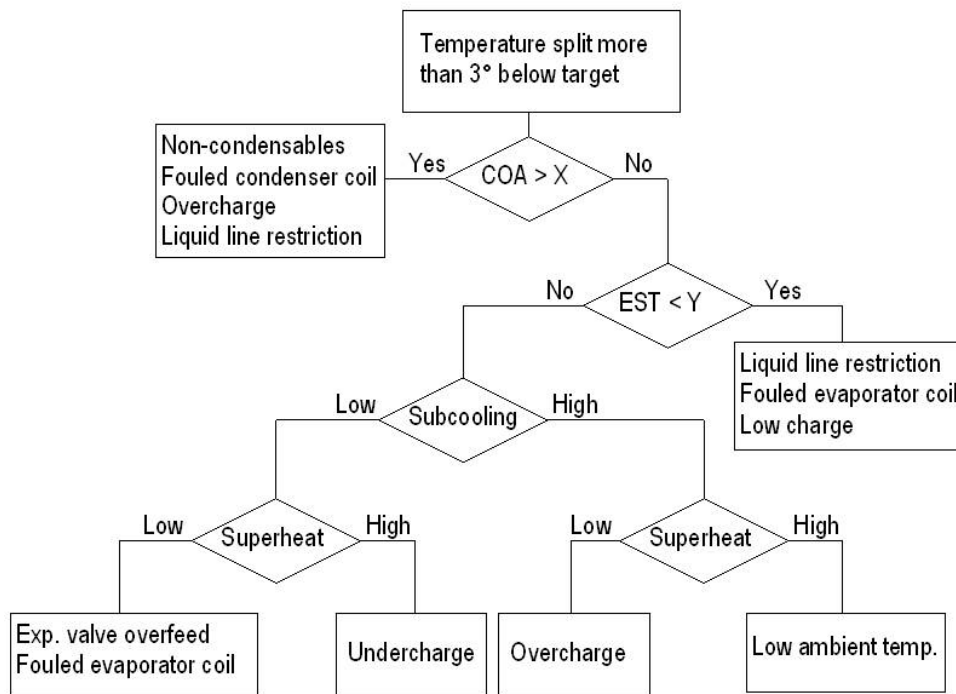 Temperature split more
than 3° below target
Non-condensables
Fouled condenser coil
Overcharge
Liquid line restriction
Yes
COA > X
No
No
EST < Y
Yes
Liquid line restriction
Fouled evaporator coil
Low charge
Low
Subcooling
High
Low
Superheat
High
Low
Superheat
High
Exp. valve overfeed
Fouled evaporator coil
Undercharge
Overcharge
Low ambient temp.